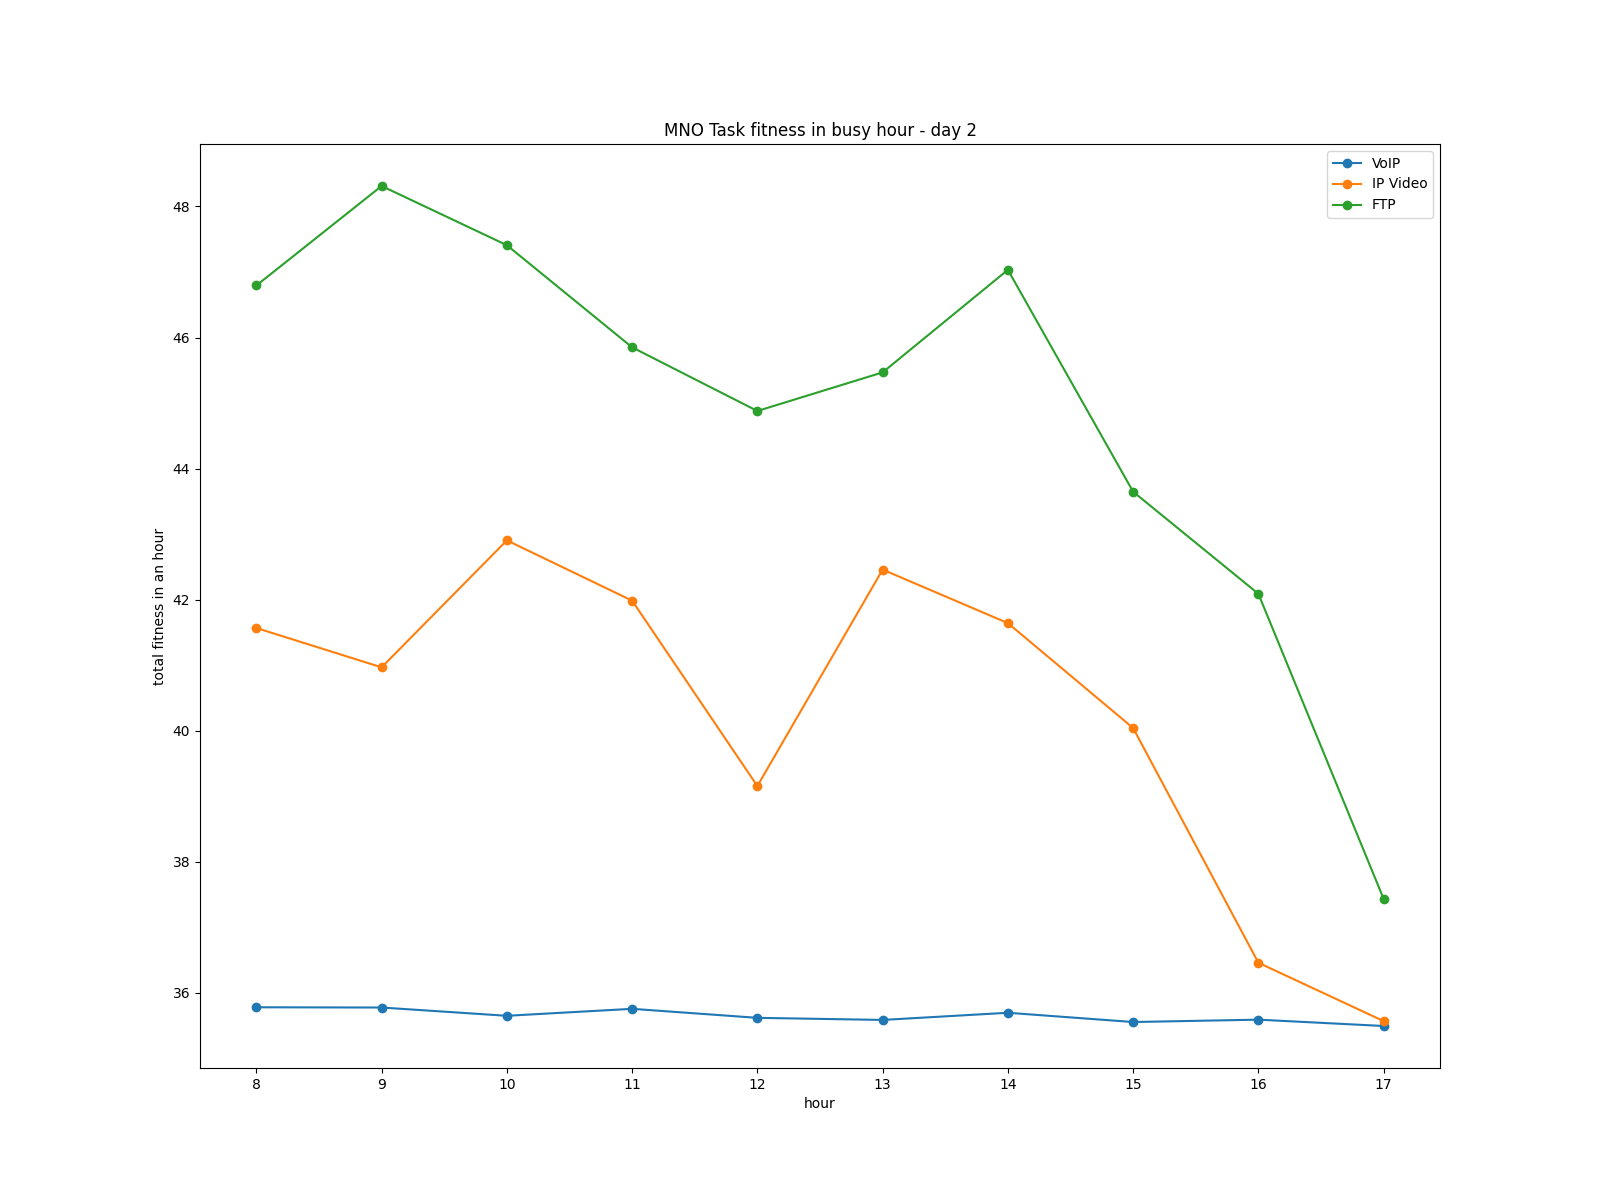 MNO Task fitness in busy hour - day 2
VoIP
IP Video
FTP
48
46
44
42
40
38
36
total fitness in an hour
8 9 10 11 12 13 14 15 16 17
hour